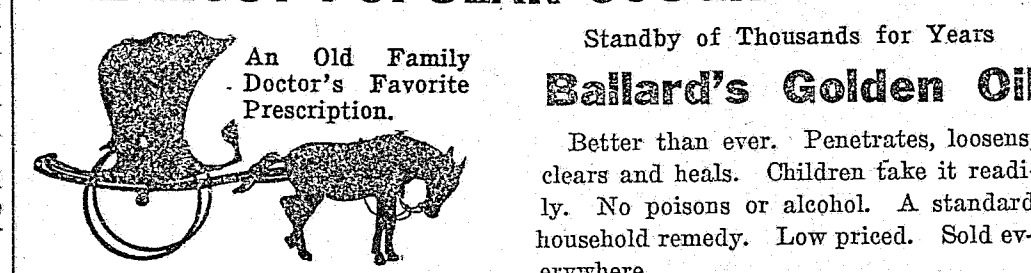 An Old Family
Doctor's Favorite
Prescription.
Standby of Thousands for Years
Ballard's Golden Oil
Better than ever. Penetrates, loosens,
clears and heals. Children take it readi-
ly. No poisons or alcohol. A standard
household remedy. Low priced. Sold ev-
erywhere.